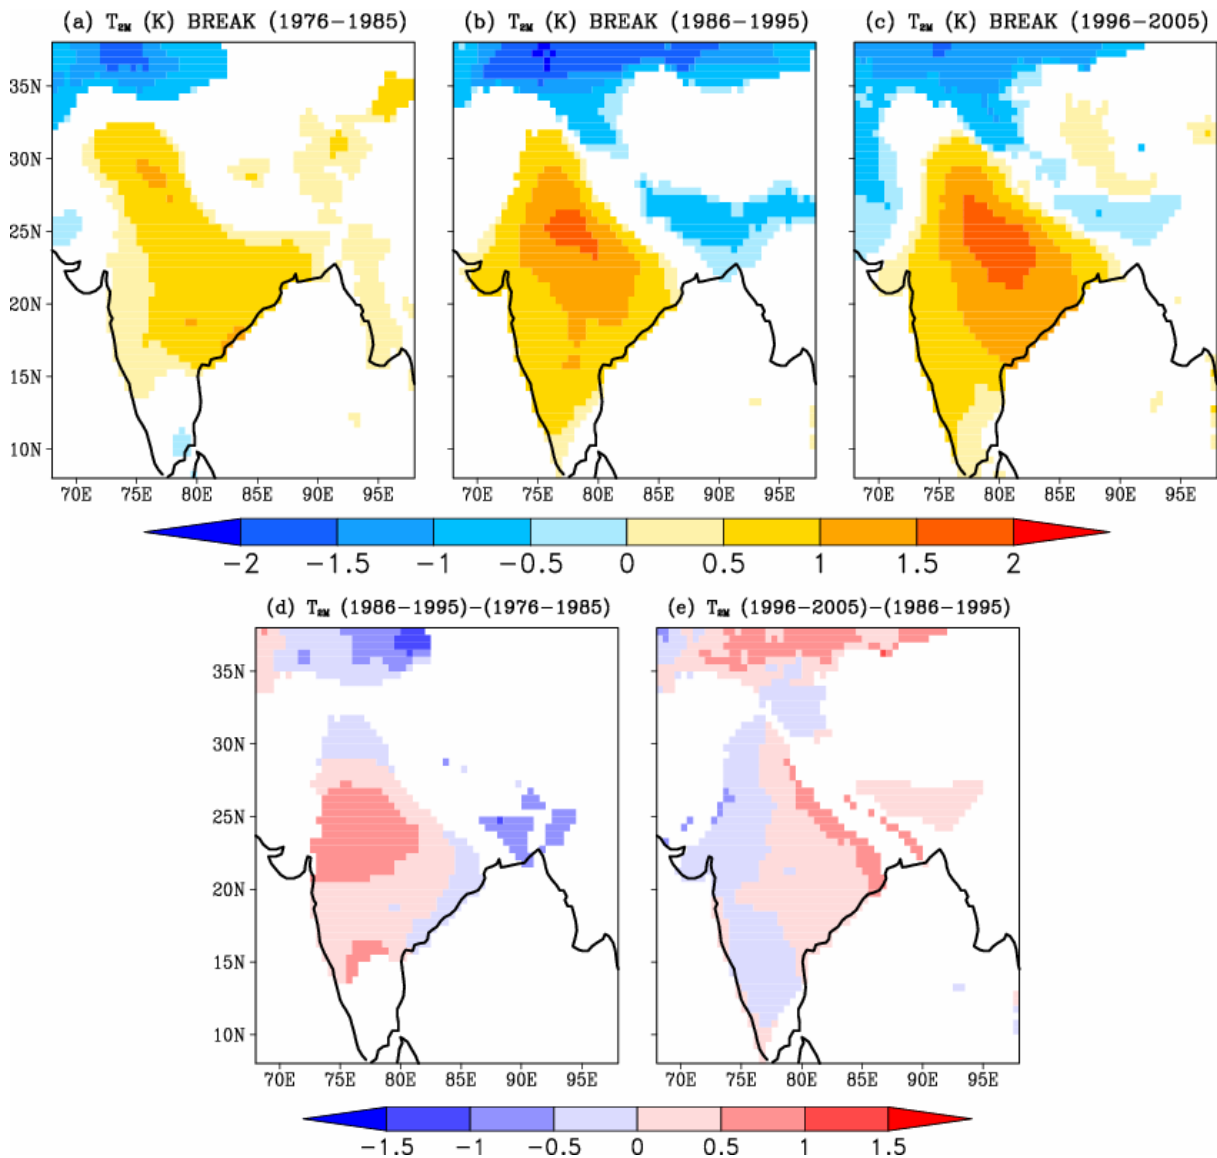 (a) T₂ₘ (K) BREAK (1976−1985)
(b) T₂ₘ (K) BREAK (1986−1995)
(c) T₂ₘ (K) BREAK (1996−2005)
35N
30N
25N
20N
15N
10N
70E 75E 80E 85E 90E 95E
70E 75E 80E 85E 90E 95E
70E 75E 80E 85E 90E 95E
−2 −1.5 −1 −0.5 0 0.5 1 1.5 2
(d) T₂ₘ (1986−1995)−(1976−1985)
(e) T₂ₘ (1996−2005)−(1986−1995)
35N
30N
25N
20N
15N
10N
70E 75E 80E 85E 90E 95E
70E 75E 80E 85E 90E 95E
−1.5 −1 −0.5 0 0.5 1 1.5